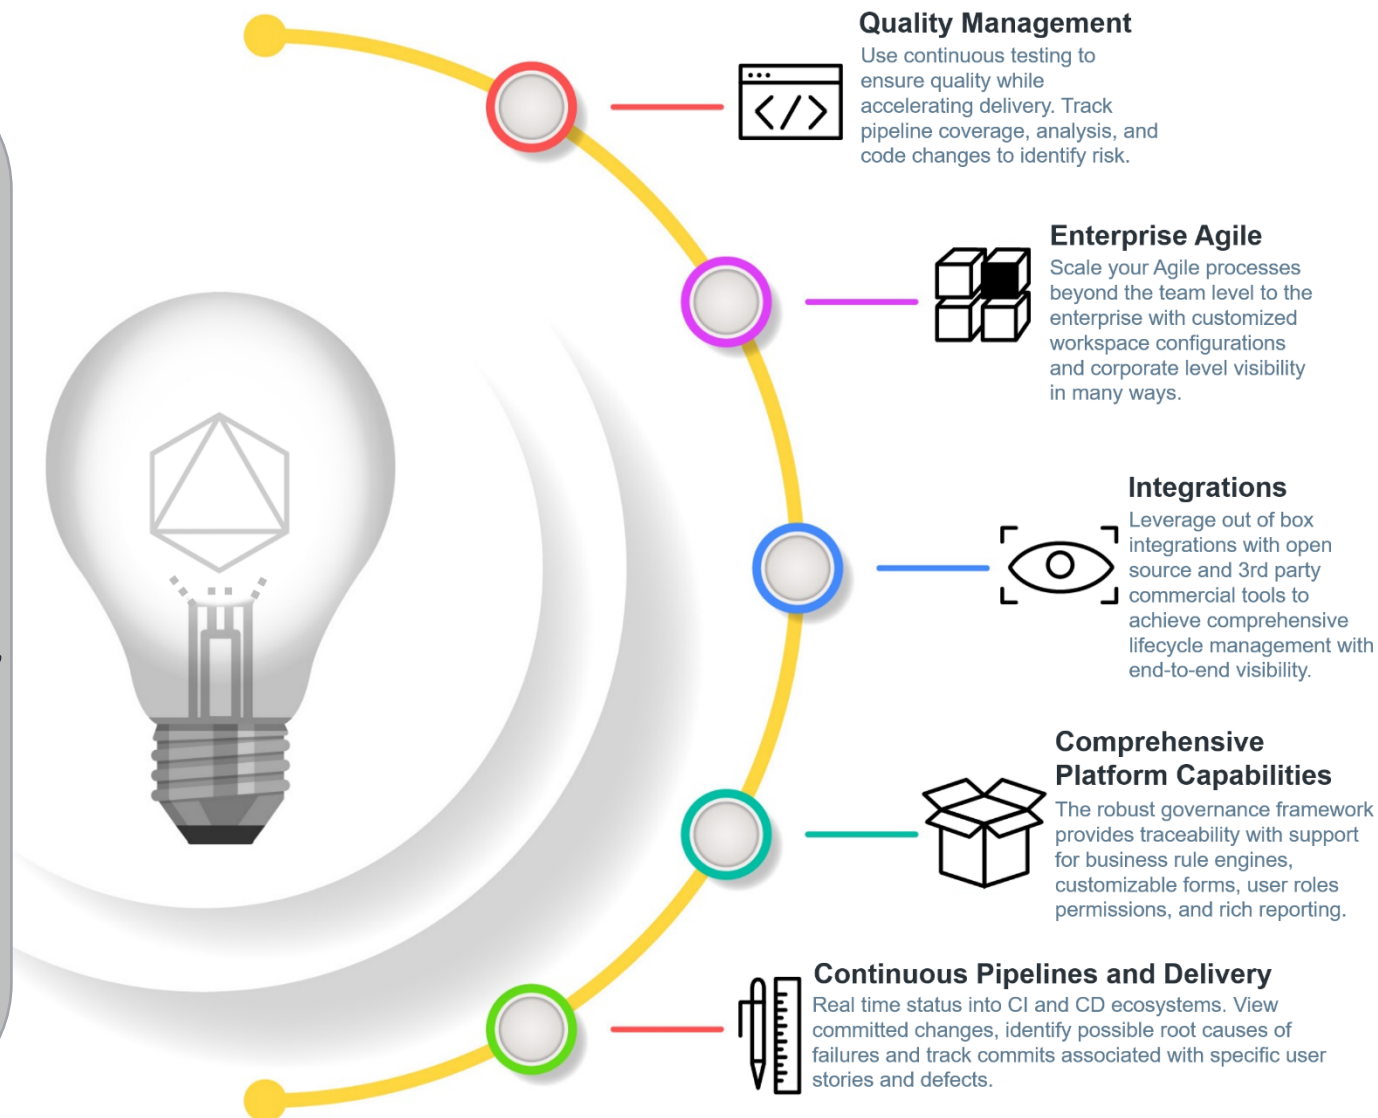 Quality Management
Use continuous testing to
ensure quality while
accelerating delivery. Track
pipeline coverage, analysis, and
code changes to identify risk.
Enterprise Agile
Scale your Agile processes
beyond the team level to the
enterprise with customized
workspace configurations
and corporate level visibility
in many ways.
Integrations
Leverage out of box
integrations with open
source and 3rd party
commercial tools to
achieve comprehensive
lifecycle management with
end-to-end visibility.
Comprehensive
Platform Capabilities
The robust governance framework
provides traceability with support
for business rule engines,
customizable forms, user roles
permissions, and rich reporting.
Continuous Pipelines and Delivery
Real time status into CI and CD ecosystems. View
committed changes, identify possible root causes of
failures and track commits associated with specific user
stories and defects.